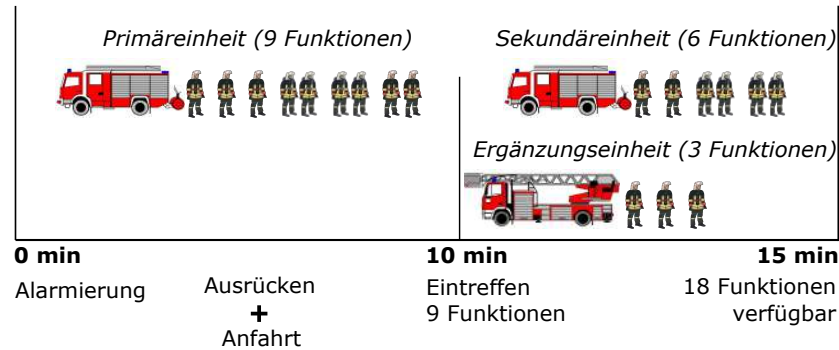 Primäreinheit (9 Funktionen)
Sekundäreinheit (6 Funktionen)
Ergänzungseinheit (3 Funktionen)
0 min
10 min
15 min
Alarmierung
Ausrücken
+
Anfahrt
Eintreffen
9 Funktionen
18 Funktionen
verfügbar